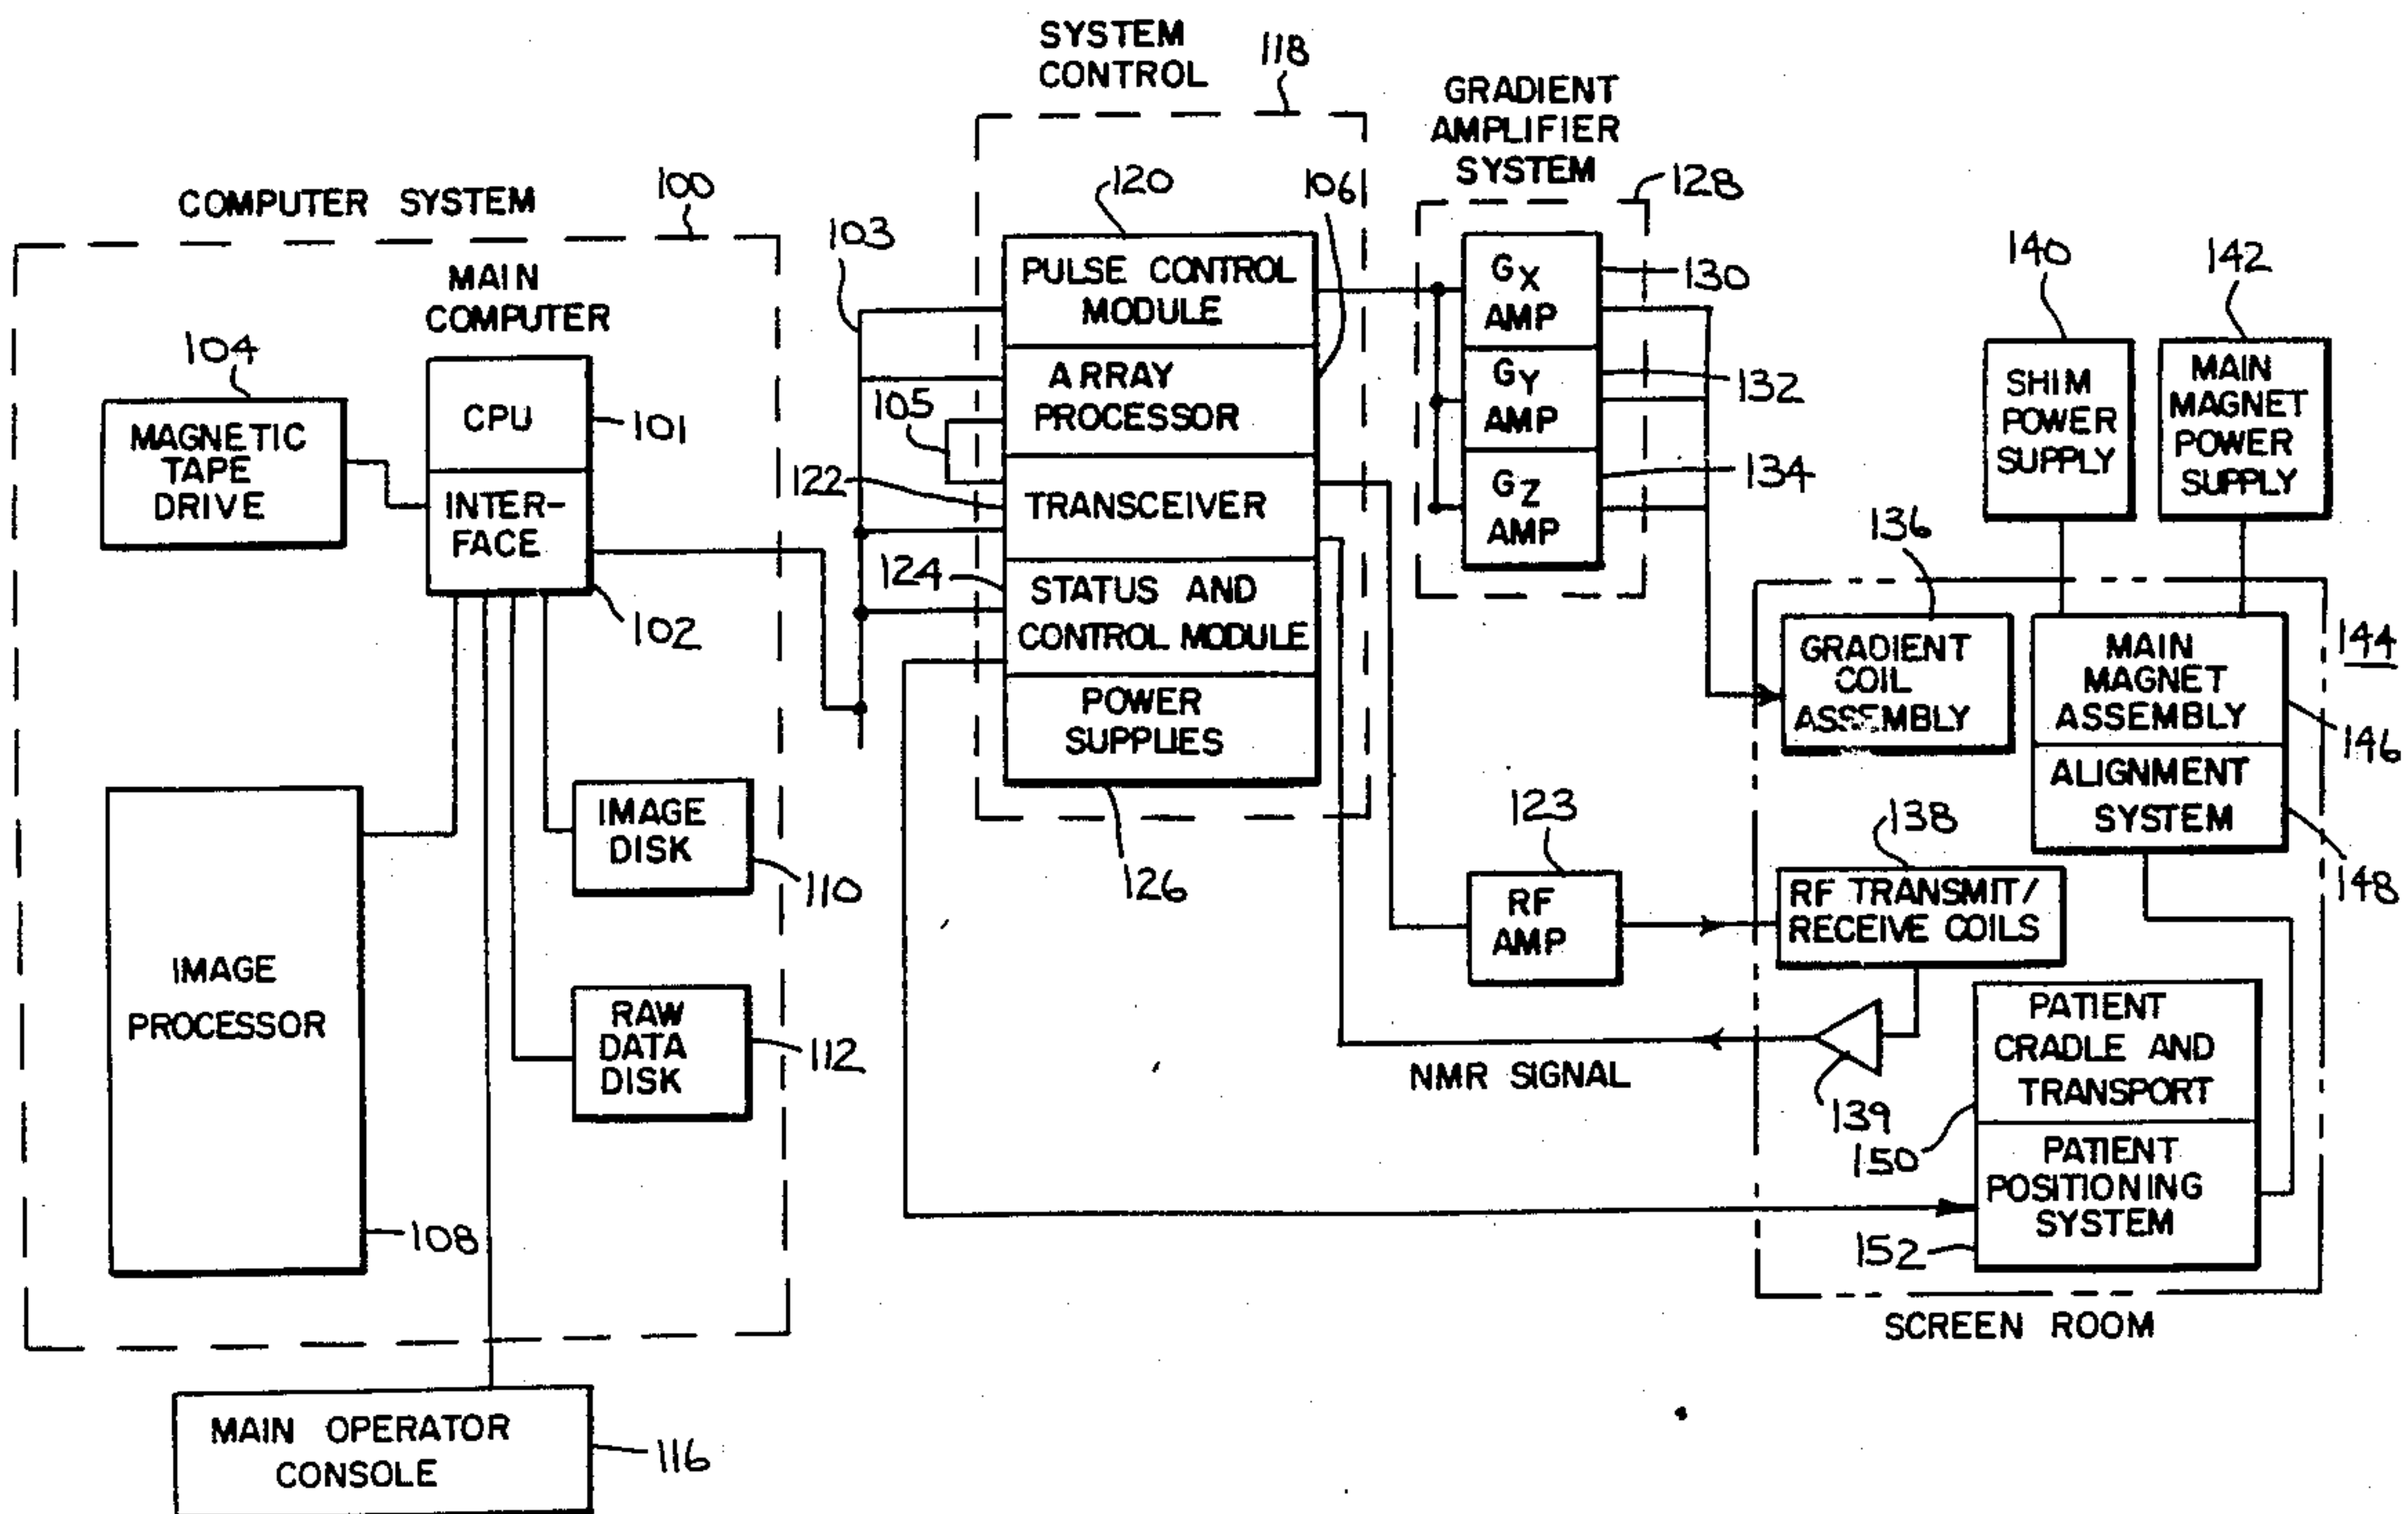 SYSTEM
CONTROL
118
GRADIENT
AMPLIFIER
SYSTEM
128
COMPUTER SYSTEM
100
MAIN
COMPUTER
104
MAGNETIC
TAPE
DRIVE
CPU
101
INTER-
FACE
102
IMAGE
PROCESSOR
108
IMAGE
DISK
110
RAW
DATA
DISK
112
MAIN OPERATOR
CONSOLE
116
103
105
120
106
PULSE CONTROL
MODULE
ARRAY
PROCESSOR
122
TRANSCEIVER
124
STATUS AND
CONTROL MODULE
POWER
SUPPLIES
126
GX
AMP
130
GY
AMP
132
GZ
AMP
134
140
SHIM
POWER
SUPPLY
142
MAIN
MAGNET
POWER
SUPPLY
136
GRADIENT
COIL
ASSEMBLY
144
MAIN
MAGNET
ASSEMBLY
146
ALIGNMENT
SYSTEM
148
123
RF
AMP
138
RF TRANSMIT/
RECEIVE COILS
NMR SIGNAL
139
PATIENT
CRADLE AND
TRANSPORT
150
PATIENT
POSITIONING
SYSTEM
152
SCREEN ROOM